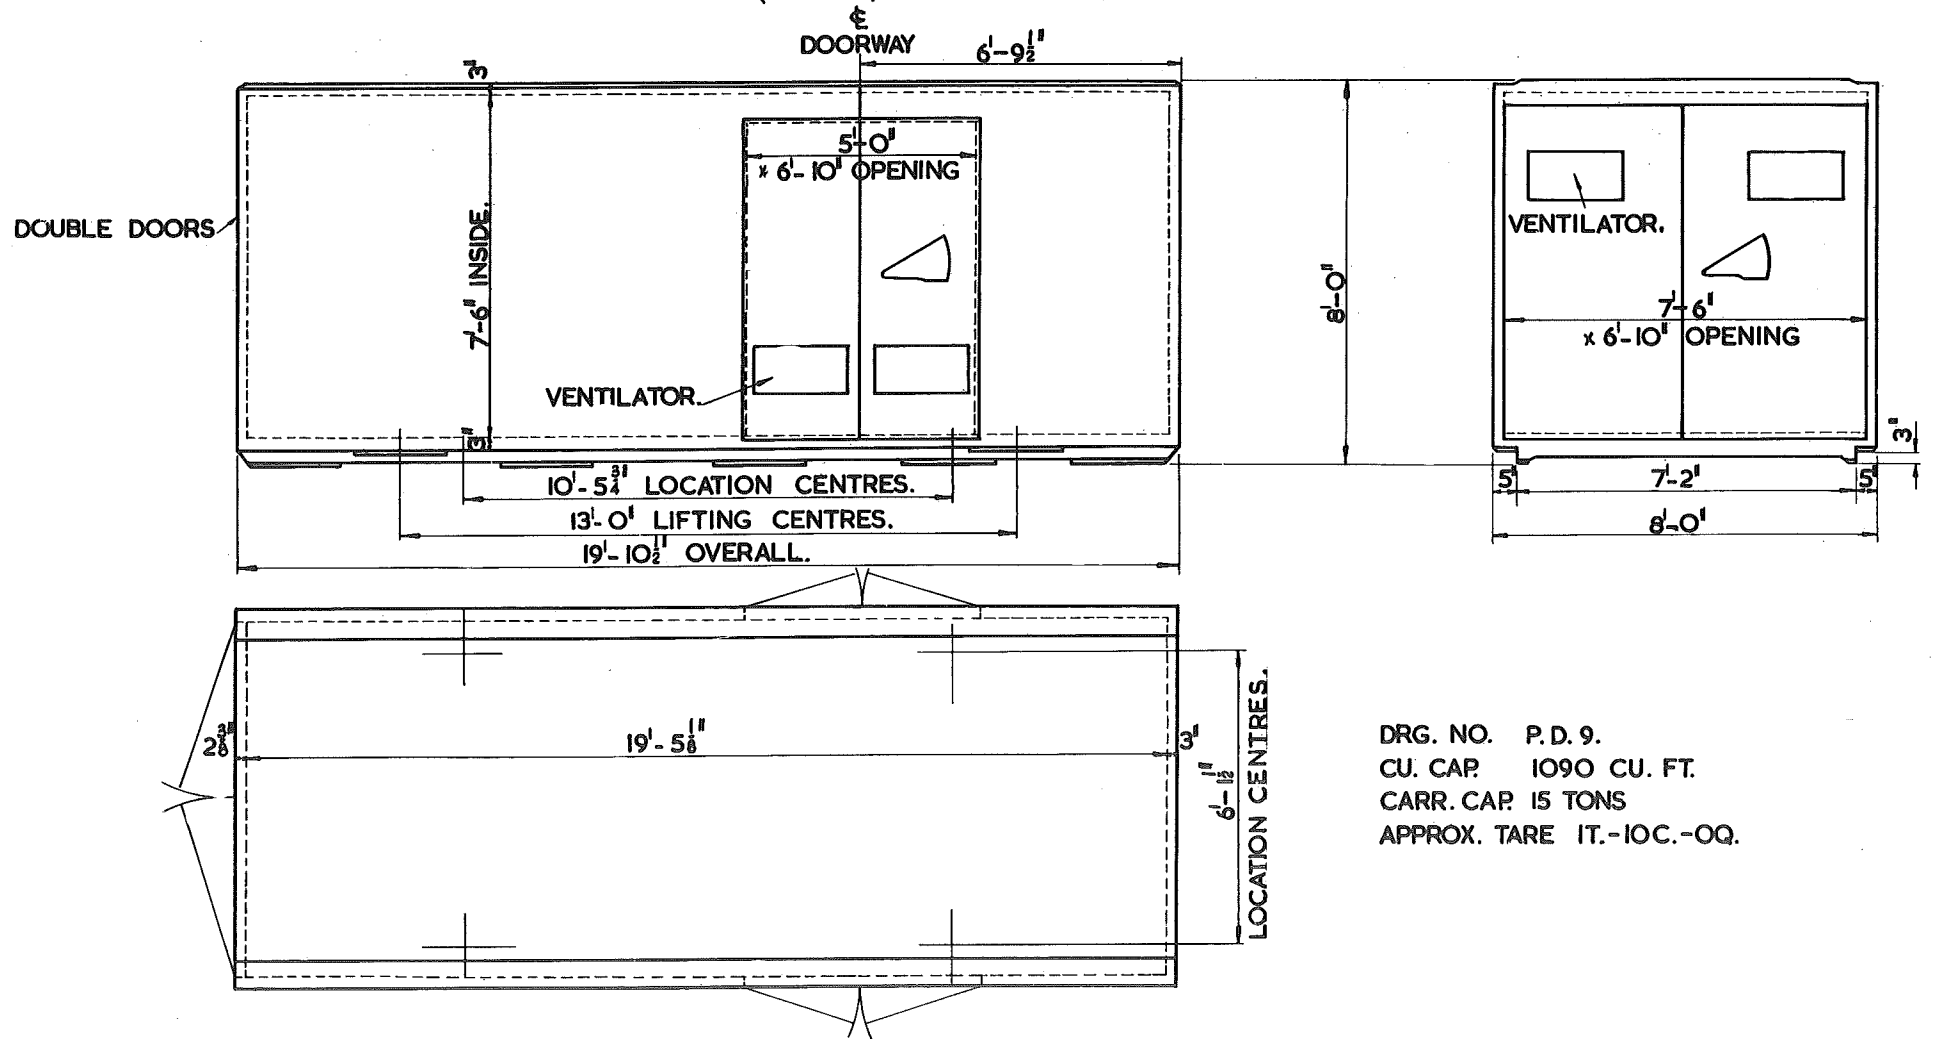 ℄
DOORWAY
6'-9½"
3"
5'-0"
× 6'-10" OPENING
DOUBLE DOORS
7'-6" INSIDE.
VENTILATOR.
3"
10'-5¾" LOCATION CENTRES.
13'-0" LIFTING CENTRES.
19'-10½" OVERALL.
8'-0"
VENTILATOR.
7'-6"
× 6'-10" OPENING
3"
5"
7'-2"
5"
8'-0"
2⅜"
19'-5⅛"
3"
6'-1½"
LOCATION CENTRES.
DRG. NO. P.D.9.
CU. CAP. 1090 CU. FT.
CARR. CAP. 15 TONS
APPROX. TARE 1T.-10C.-0Q.